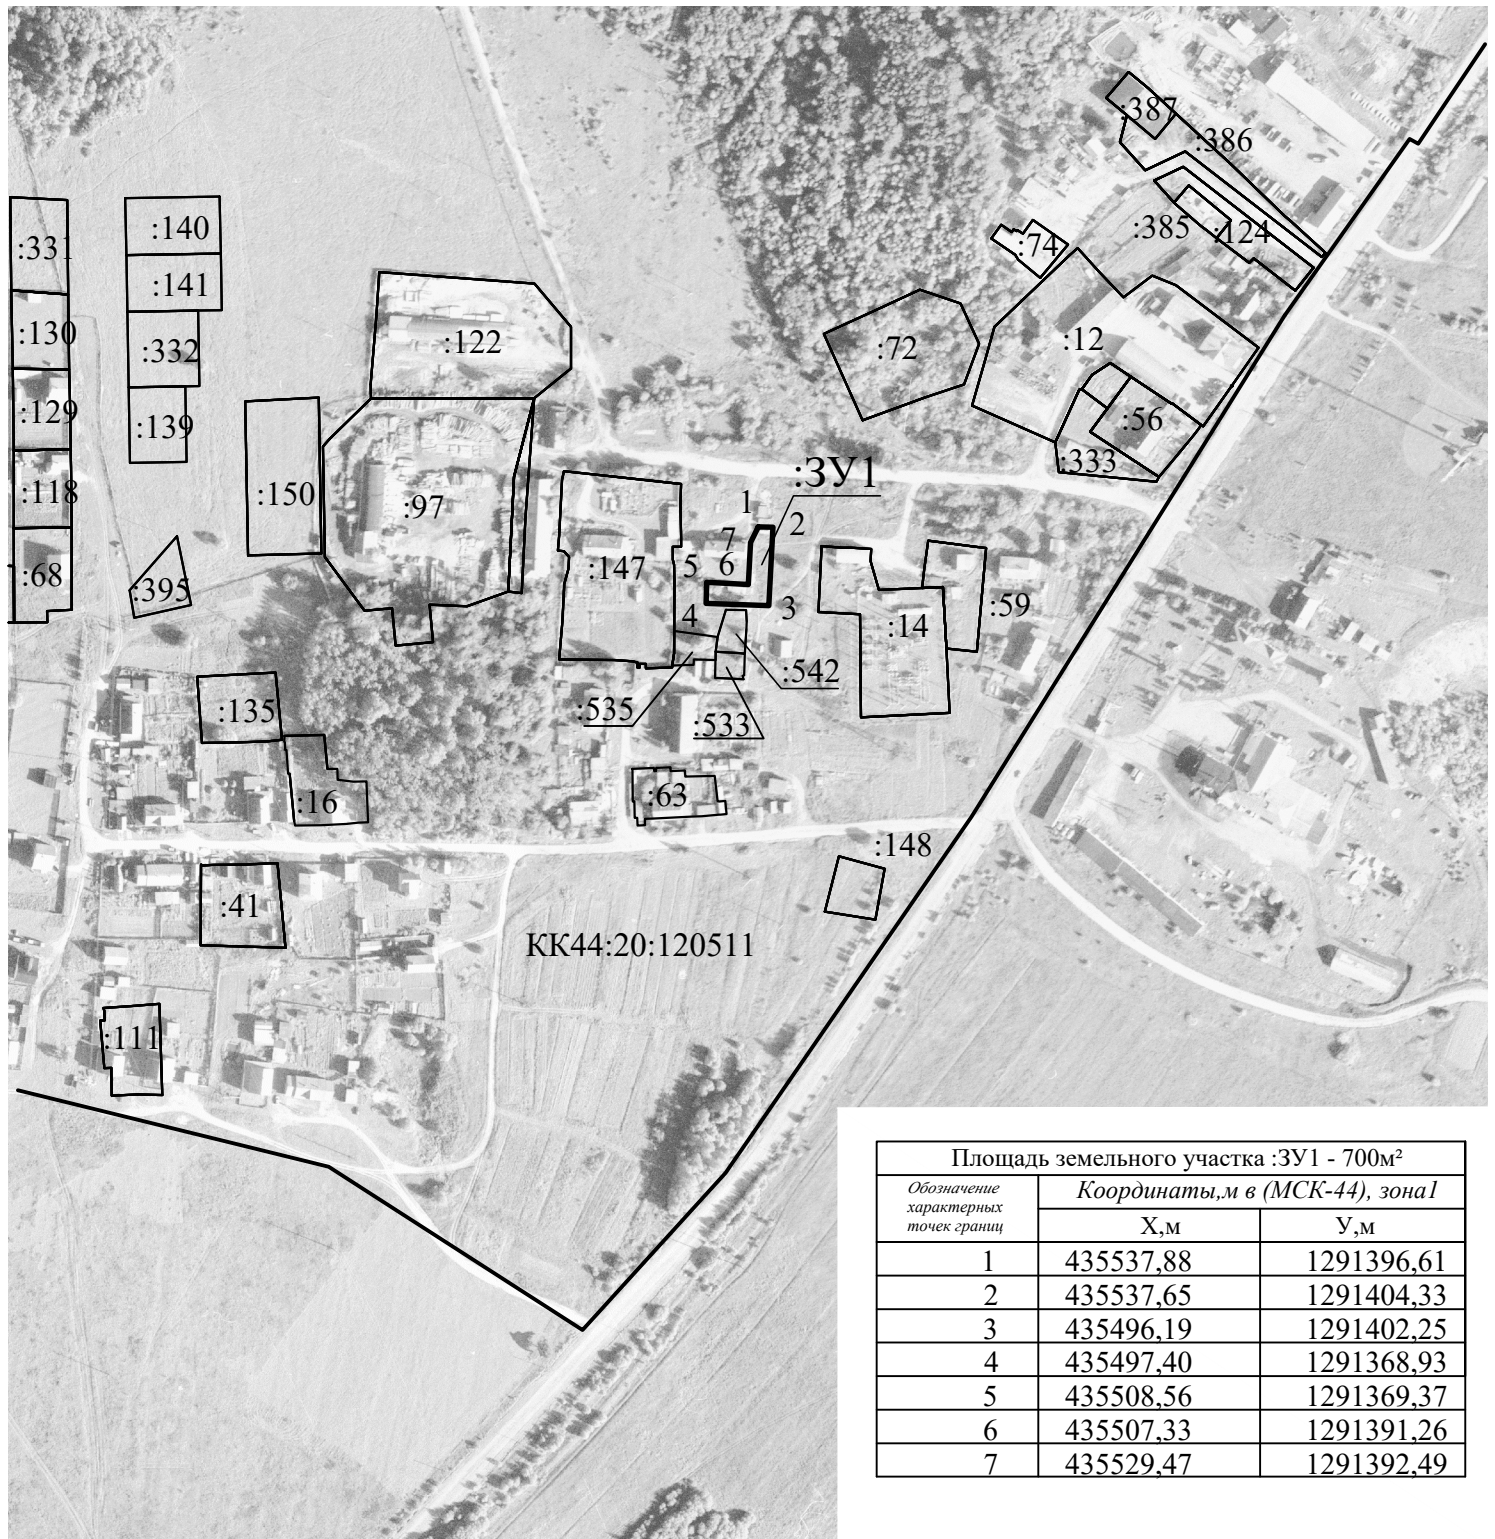 :387
:386
:331
:140
:74
:385
:124
:141
:130
:332
:122
:72
:12
:129
:139
:56
:333
:118
:150
:97
:ЗУ1
1
2
7
:147
5
6
:68
:395
:59
4
3
:14
:542
:135
:535
:533
:16
:63
:148
:41
КК44:20:120511
:111
Площадь земельного участка :ЗУ1 - 700м²
Обозначение
характерных
точек границ
Координаты,м в (МСК-44), зона1
Х,м У,м
1 435537,88 1291396,61
2 435537,65 1291404,33
3 435496,19 1291402,25
4 435497,40 1291368,93
5 435508,56 1291369,37
6 435507,33 1291391,26
7 435529,47 1291392,49